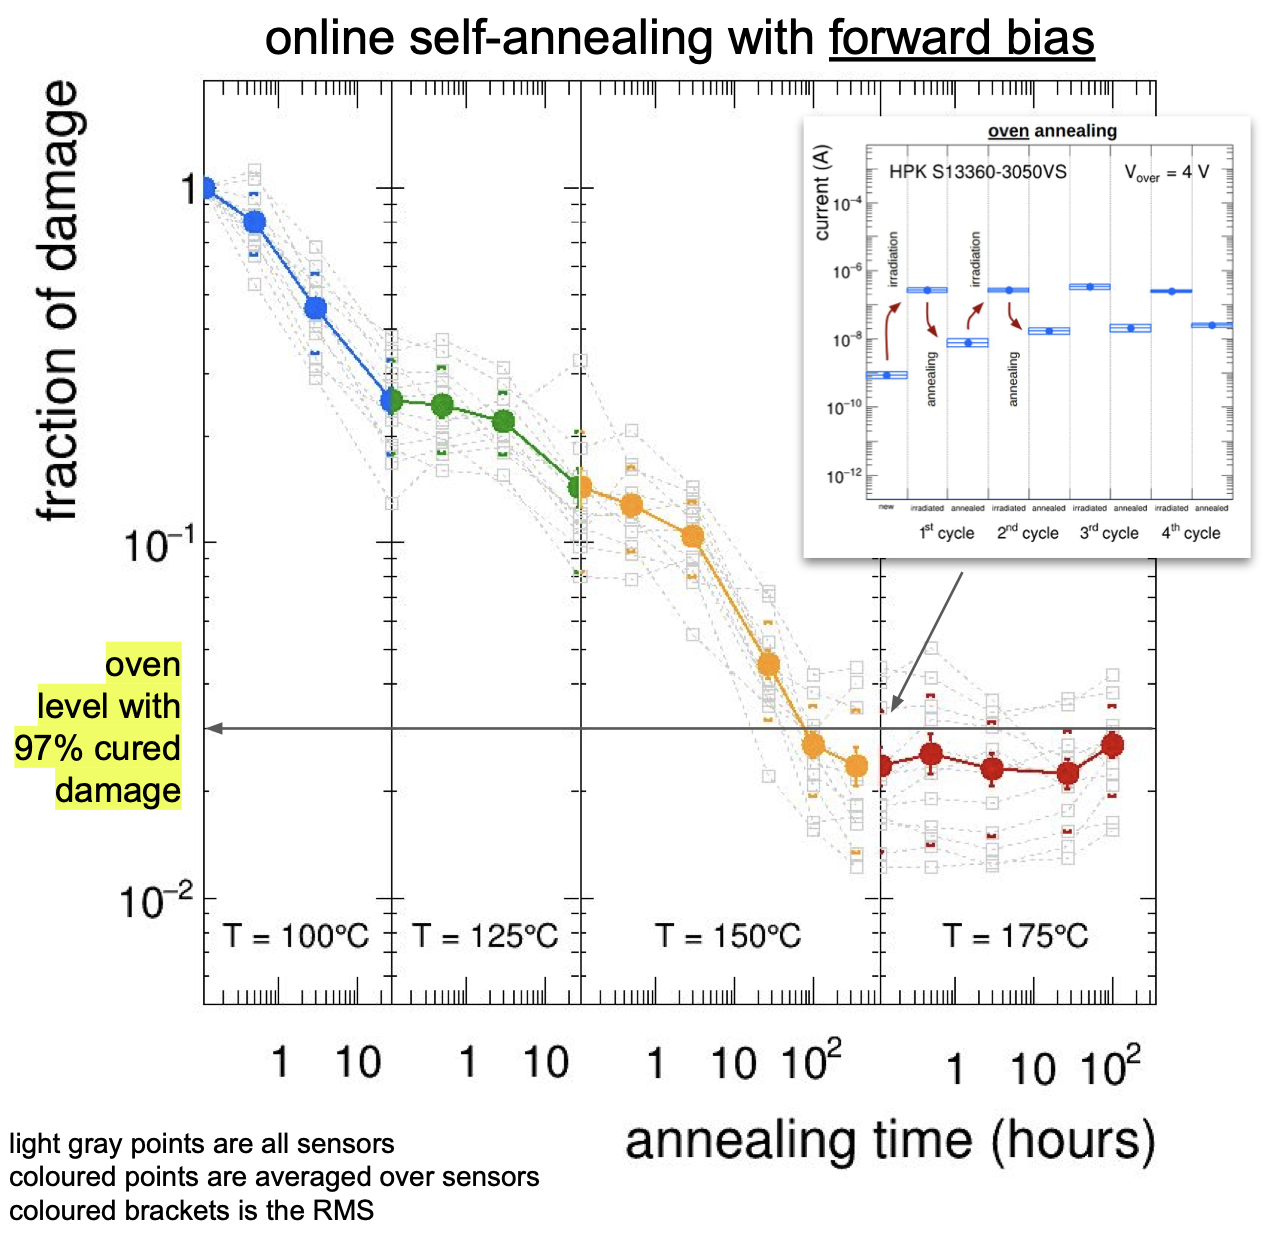 online self-annealing with forward bias
fraction of damage
1
10⁻¹
10⁻²
oven
level with
97% cured
damage
oven annealing
current (A)
HPK S13360-3050VS
V_over = 4 V
10⁻⁴
10⁻⁶
10⁻⁸
10⁻¹⁰
10⁻¹²
irradiation
annealing
irradiation
annealing
new irradiated annealed irradiated annealed irradiated annealed irradiated annealed
1st cycle 2nd cycle 3rd cycle 4th cycle
T = 100°C T = 125°C T = 150°C T = 175°C
1 10 1 10 1 10 10² 1 10 10²
annealing time (hours)
light gray points are all sensors
coloured points are averaged over sensors
coloured brackets is the RMS